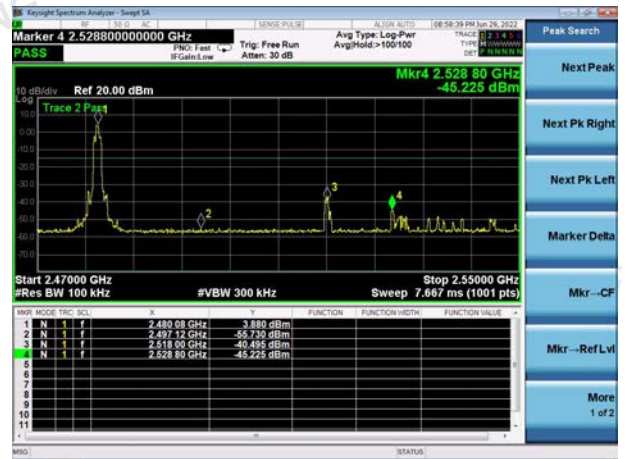 Keysight Spectrum Analyzer - Swept SA
RF 50 Ω AC SENSE:PULSE ALIGN AUTO 08:58:39 PM Jun 29, 2022
Marker 4 2.528800000000 GHz
PASS
PNO: Fast
IFGain:Low
Trig: Free Run
Atten: 30 dB
Avg Type: Log-Pwr
Avg|Hold:>100/100
TRACE 1 2 3 4 5 6
TYPE
DET P N N N N N
Mkr4 2.528 80 GHz
-45.225 dBm
10 dB/div Ref 20.00 dBm
Log
Trace 2 Pass
10.0
0.00
-10.0
-20.0
-30.0
-40.0
-50.0
-60.0
-70.0
1
2
3
4
Start 2.47000 GHz Stop 2.55000 GHz
#Res BW 100 kHz #VBW 300 kHz Sweep 7.667 ms (1001 pts)
MKR MODE TRC SCL X Y FUNCTION FUNCTION WIDTH FUNCTION VALUE
1 N 1 f 2.480 08 GHz 3.880 dBm
2 N 1 f 2.497 12 GHz -55.730 dBm
3 N 1 f 2.518 00 GHz -40.495 dBm
4 N 1 f 2.528 80 GHz -45.225 dBm
5
6
7
8
9
10
11
MSG STATUS
Peak Search
Next Peak
Next Pk Right
Next Pk Left
Marker Delta
Mkr→CF
Mkr→Ref Lvl
More
1 of 2